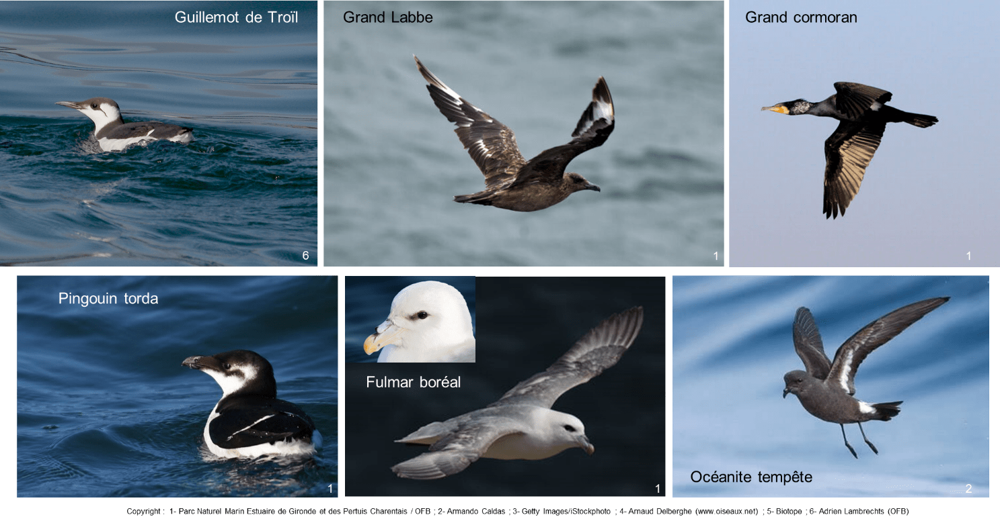 Guillemot de Troïl
6
Grand Labbe
1
Grand cormoran
1
Pingouin torda
1
Fulmar boréal
1
Océanite tempête
2
Copyright : 1- Parc Naturel Marin Estuaire de Gironde et des Pertuis Charentais / OFB ; 2- Armando Caldas ; 3- Getty Images/iStockphoto ; 4- Arnaud Delberghe (www.oiseaux.net) ; 5- Biotope ; 6- Adrien Lambrechts (OFB)